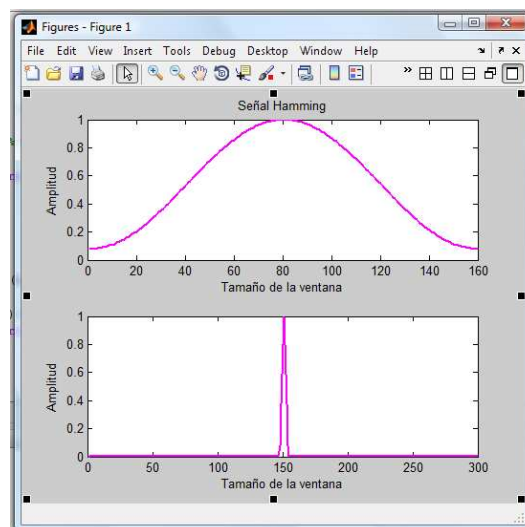 Figures - Figure 1
File Edit View Insert Tools Debug Desktop Window Help
»
Señal Hamming
1
0.8
0.6
0.4
0.2
0
Amplitud
0 20 40 60 80 100 120 140 160
Tamaño de la ventana
1
0.8
0.6
0.4
0.2
0
Amplitud
0 50 100 150 200 250 300
Tamaño de la ventana